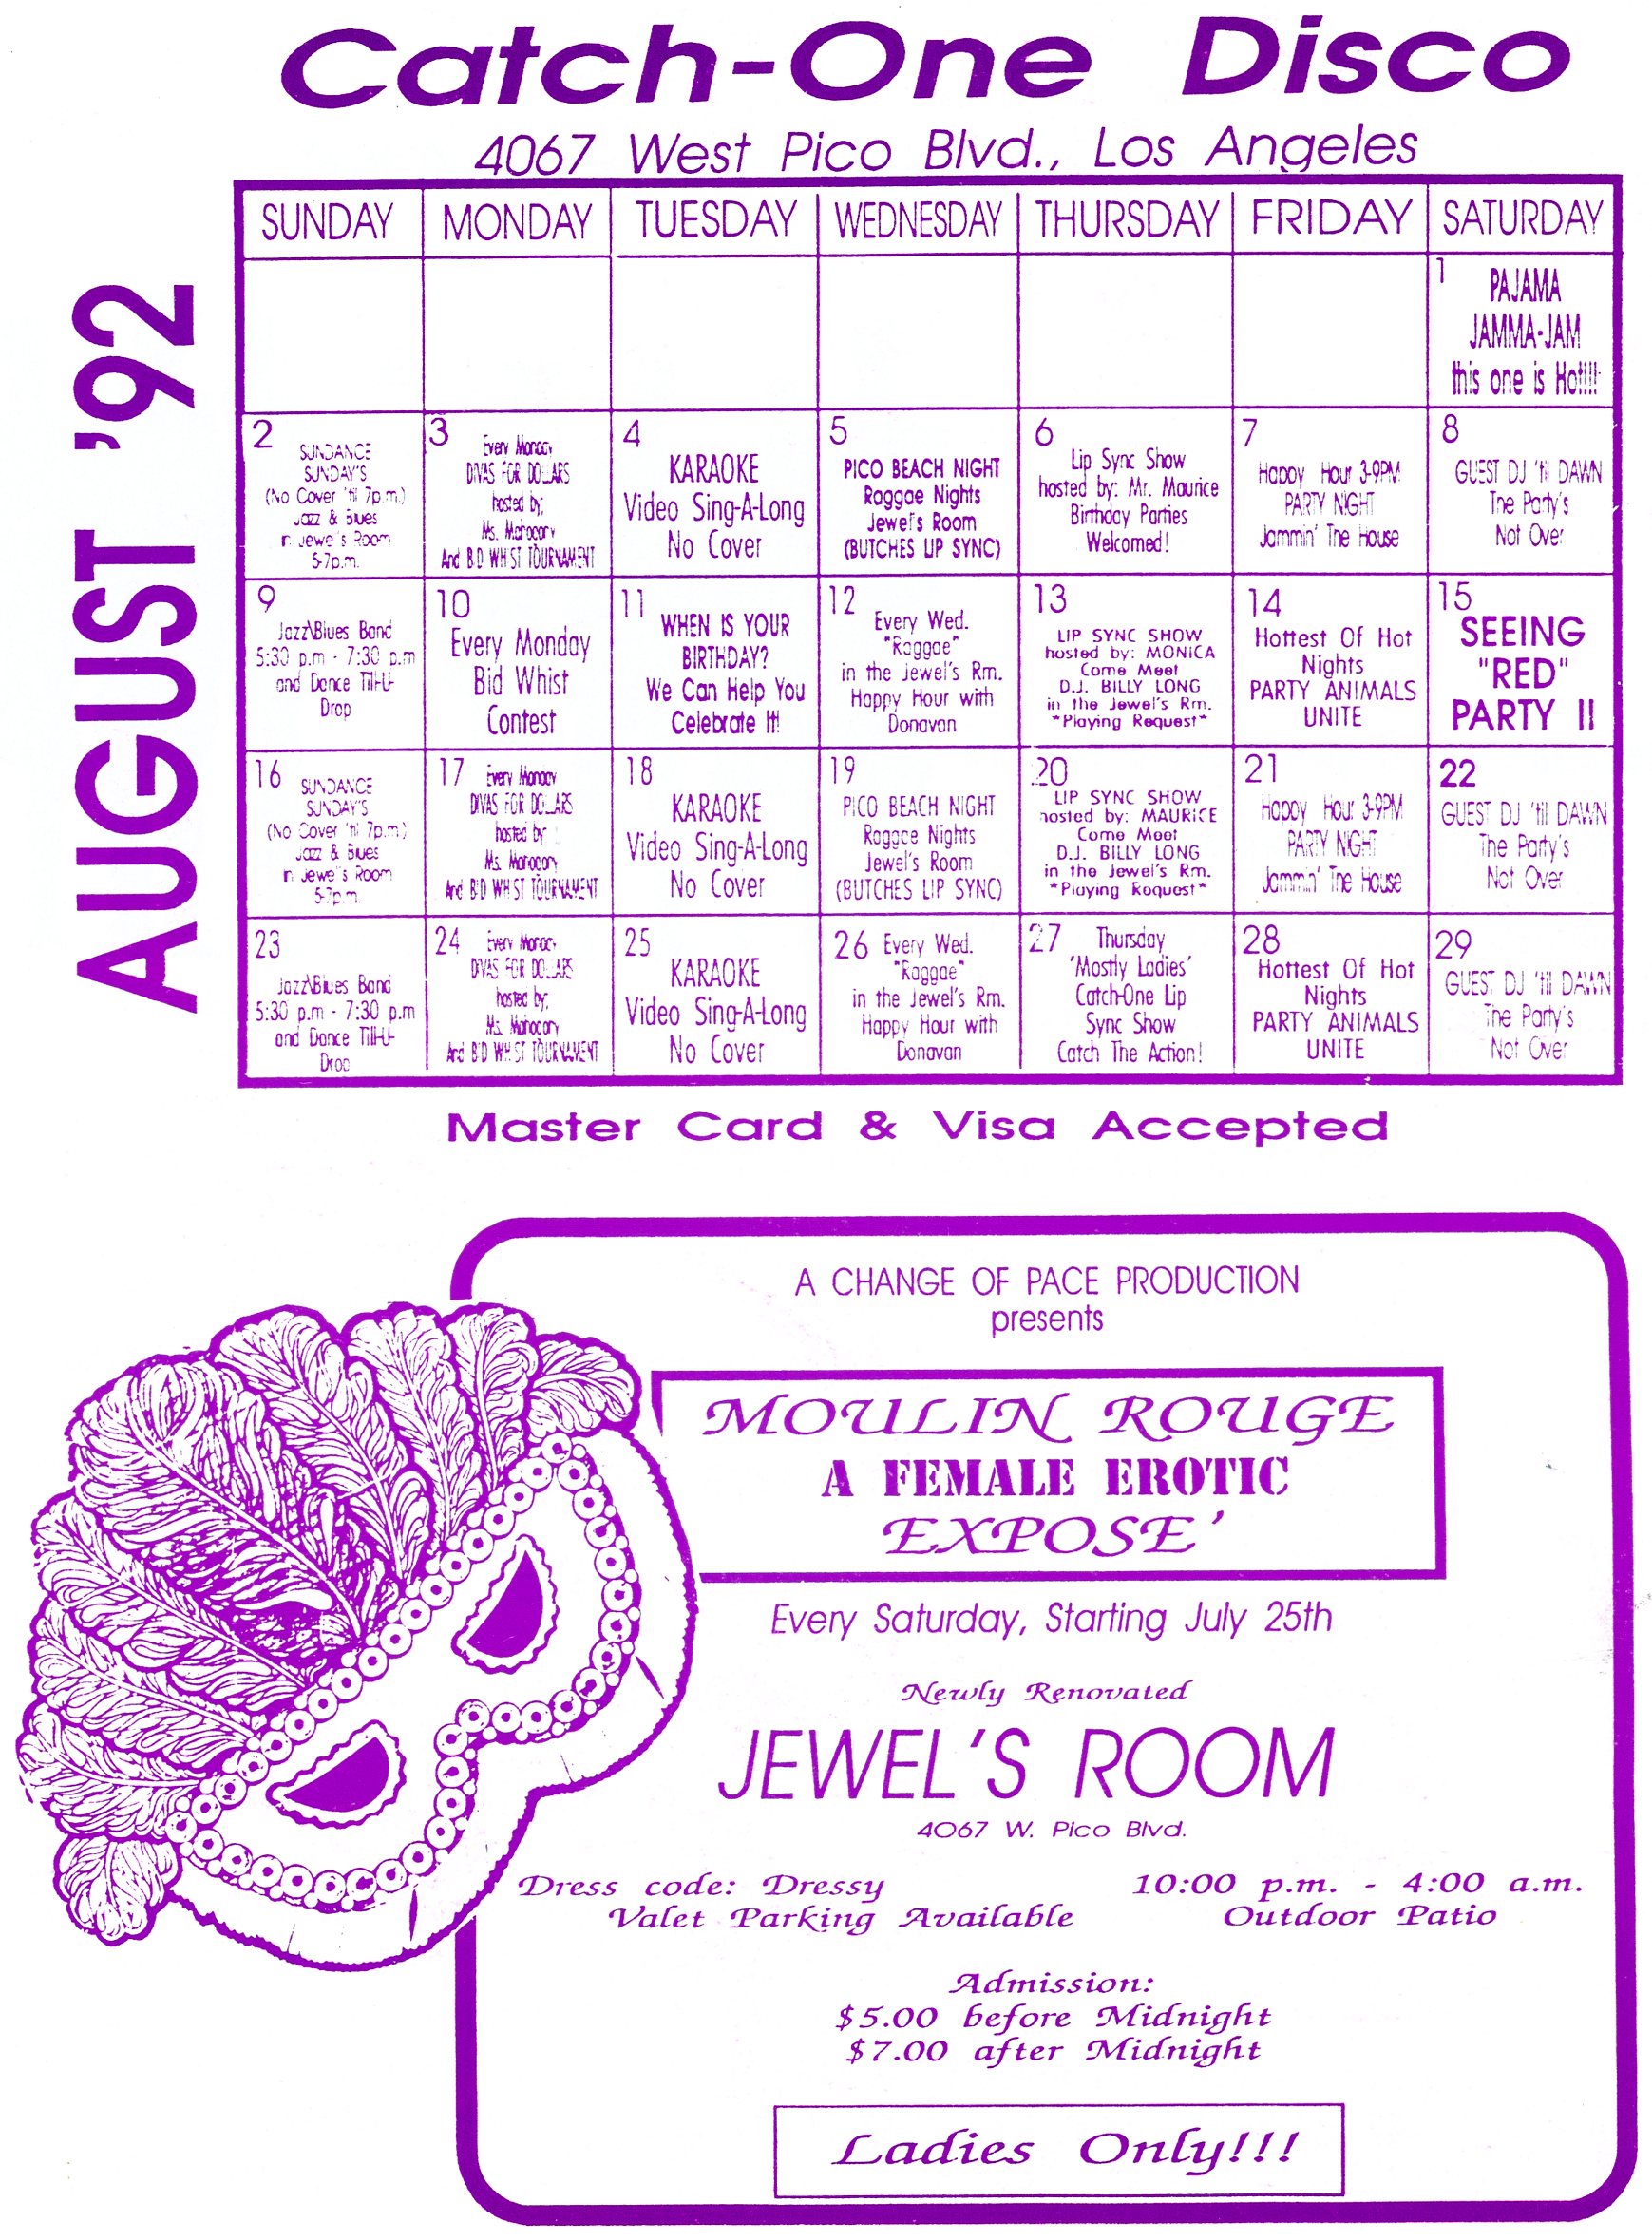 Catch-One Disco
4067 West Pico Blvd., Los Angeles
AUGUST '92
SUNDAY MONDAY TUESDAY WEDNESDAY THURSDAY FRIDAY SATURDAY
1
PAJAMA
JAMMA-JAM
this one is Hot!!!!
2
SUNDANCE
SUNDAY'S
(No Cover 'til 7p.m.)
Jazz & Blues
in Jewel's Room
5-7p.m.
3
Every Monday
DIVAS FOR DOLLARS
hosted by;
Ms. Mahogany
And BID WHIST TOURNAMENT
4
KARAOKE
Video Sing-A-Long
No Cover
5
PICO BEACH NIGHT
Raggae Nights
Jewel's Room
(BUTCHES LIP SYNC)
6
Lip Sync Show
hosted by: Mr. Maurice
Birthday Parties
Welcomed!
7
Happy Hour 3-9PM
PARTY NIGHT
Jammin' The House
8
GUEST DJ 'til DAWN
The Party's
Not Over
9
Jazz\Blues Band
5:30 p.m - 7:30 p.m
and Dance Till-U-
Drop
10
Every Monday
Bid Whist
Contest
11
WHEN IS YOUR
BIRTHDAY?
We Can Help You
Celebrate It!
12
Every Wed.
"Raggae"
in the Jewel's Rm.
Happy Hour with
Donavan
13
LIP SYNC SHOW
hosted by: MONICA
Come Meet
D.J. BILLY LONG
in the Jewel's Rm.
*Playing Request*
14
Hottest Of Hot
Nights
PARTY ANIMALS
UNITE
15
SEEING
"RED"
PARTY II
16
SUNDANCE
SUNDAY'S
(No Cover 'til 7p.m.)
Jazz & Blues
in Jewel's Room
5-7p.m.
17
Every Monday
DIVAS FOR DOLLARS
hosted by
Ms. Mahogany
And BID WHIST TOURNAMENT
18
KARAOKE
Video Sing-A-Long
No Cover
19
PICO BEACH NIGHT
Raggae Nights
Jewel's Room
(BUTCHES LIP SYNC)
20
LIP SYNC SHOW
hosted by: MAURICE
Come Meet
D.J. BILLY LONG
in the Jewel's Rm.
*Playing Request*
21
Happy Hour 3-9PM
PARTY NIGHT
Jammin' The House
22
GUEST DJ 'til DAWN
The Party's
Not Over
23
Jazz\Blues Band
5:30 p.m - 7:30 p.m
and Dance Till-U-
Drop
24
Every Monday
DIVAS FOR DOLLARS
hosted by;
Ms. Mahogany
And BID WHIST TOURNAMENT
25
KARAOKE
Video Sing-A-Long
No Cover
26
Every Wed.
"Raggae"
in the Jewel's Rm.
Happy Hour with
Donavan
27
Thursday
'Mostly Ladies'
Catch-One Lip
Sync Show
Catch The Action!
28
Hottest Of Hot
Nights
PARTY ANIMALS
UNITE
29
GUEST DJ 'til DAWN
The Party's
Not Over
Master Card & Visa Accepted
A CHANGE OF PACE PRODUCTION
presents
MOULIN ROUGE
A FEMALE EROTIC
EXPOSE'
Every Saturday, Starting July 25th
Newly Renovated
JEWEL'S ROOM
4067 W. Pico Blvd.
Dress code: Dressy 10:00 p.m. - 4:00 a.m.
Valet Parking Available Outdoor Patio
Admission:
$5.00 before Midnight
$7.00 after Midnight
Ladies Only!!!